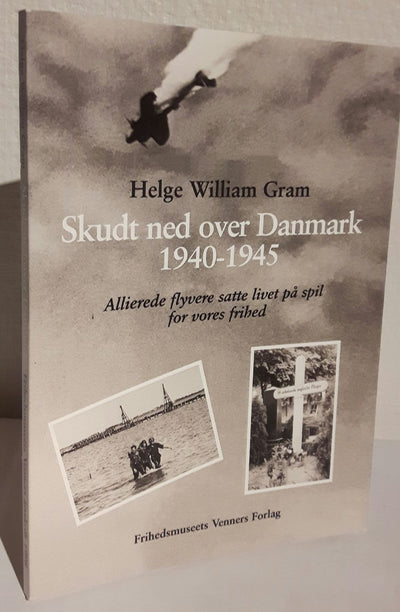 Helge William Gram
Skudt ned over Danmark
1940-1945
Allierede flyvere satte livet på spil
for vores frihed
Frihedsmuseets Venners Forlag